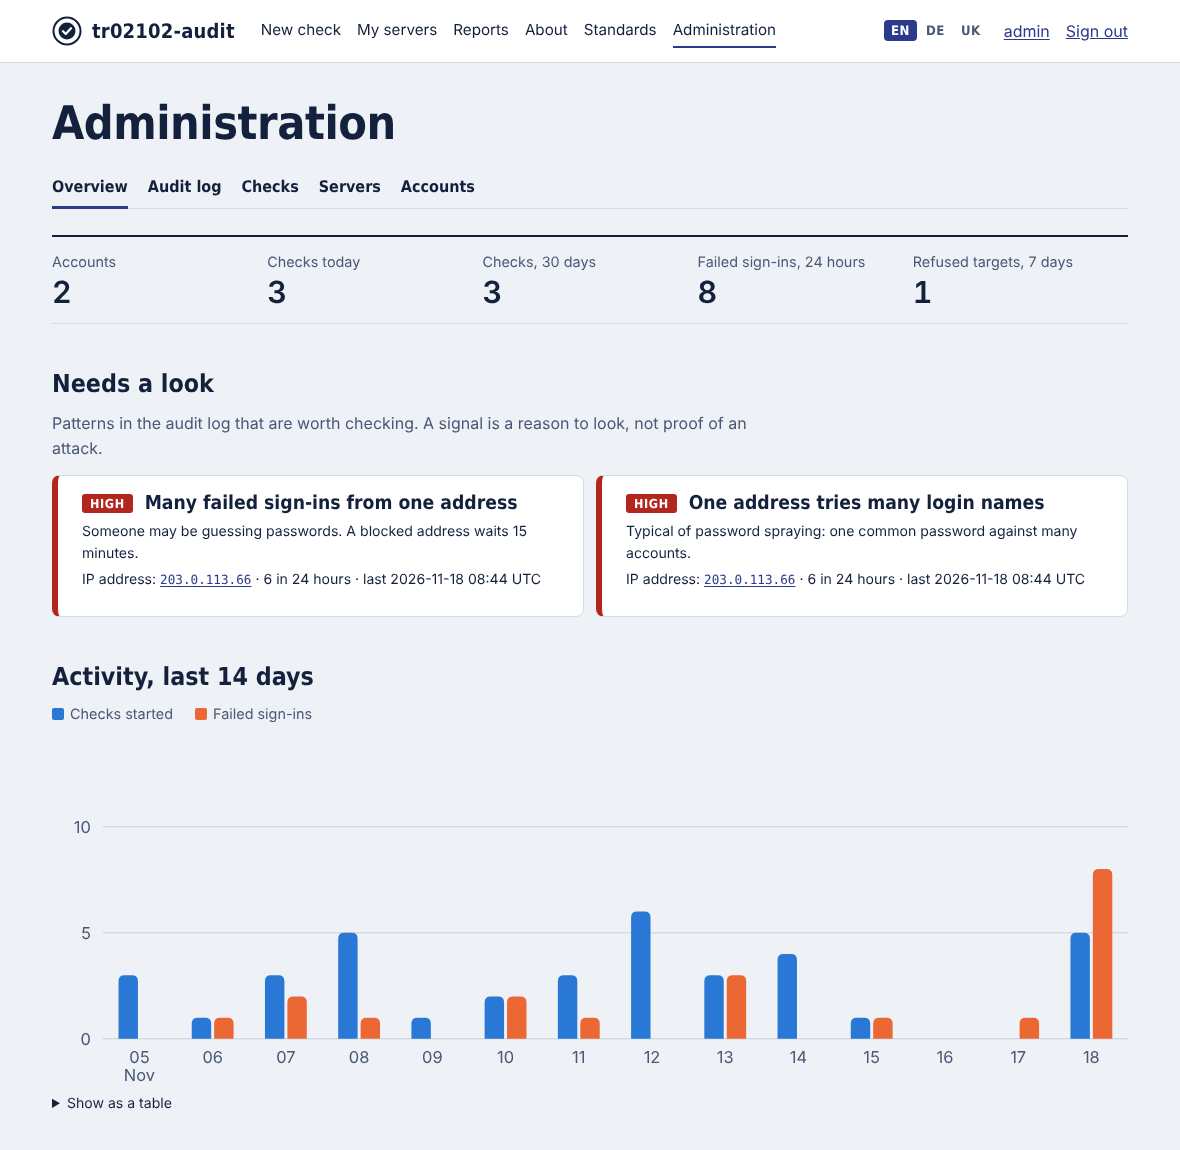 tr02102-audit New check My servers Reports About Standards Administration EN DE UK admin Sign out
Administration
Overview Audit log Checks Servers Accounts
Accounts Checks today Checks, 30 days Failed sign-ins, 24 hours Refused targets, 7 days
2 3 3 8 1
Needs a look
Patterns in the audit log that are worth checking. A signal is a reason to look, not proof of an
attack.
HIGH Many failed sign-ins from one address
Someone may be guessing passwords. A blocked address waits 15
minutes.
IP address: 203.0.113.66 · 6 in 24 hours · last 2026-11-18 08:44 UTC
HIGH One address tries many login names
Typical of password spraying: one common password against many
accounts.
IP address: 203.0.113.66 · 6 in 24 hours · last 2026-11-18 08:44 UTC
Activity, last 14 days
Checks started Failed sign-ins
10
5
0
05 06 07 08 09 10 11 12 13 14 15 16 17 18
Nov
Show as a table